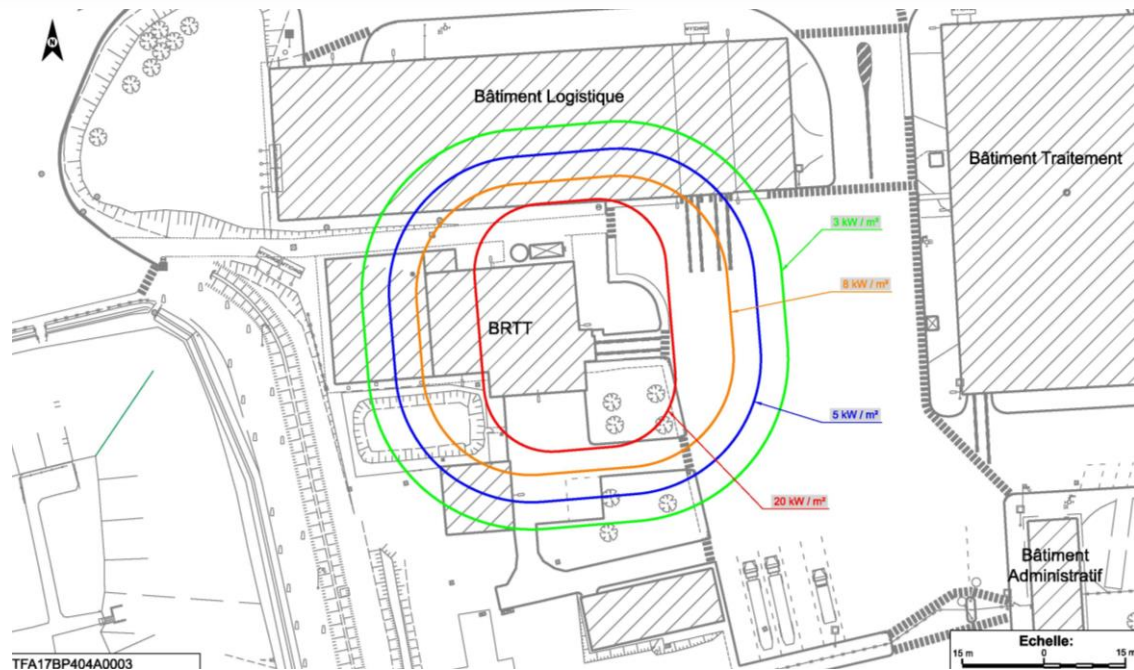 N
Bâtiment Logistique
Bâtiment Traitement
3 kW / m²
8 kW / m²
BRTT
5 kW / m²
20 kW / m²
Bâtiment
Administratif
Echelle:
15 m 0 15 m
TFA17BP404A0003